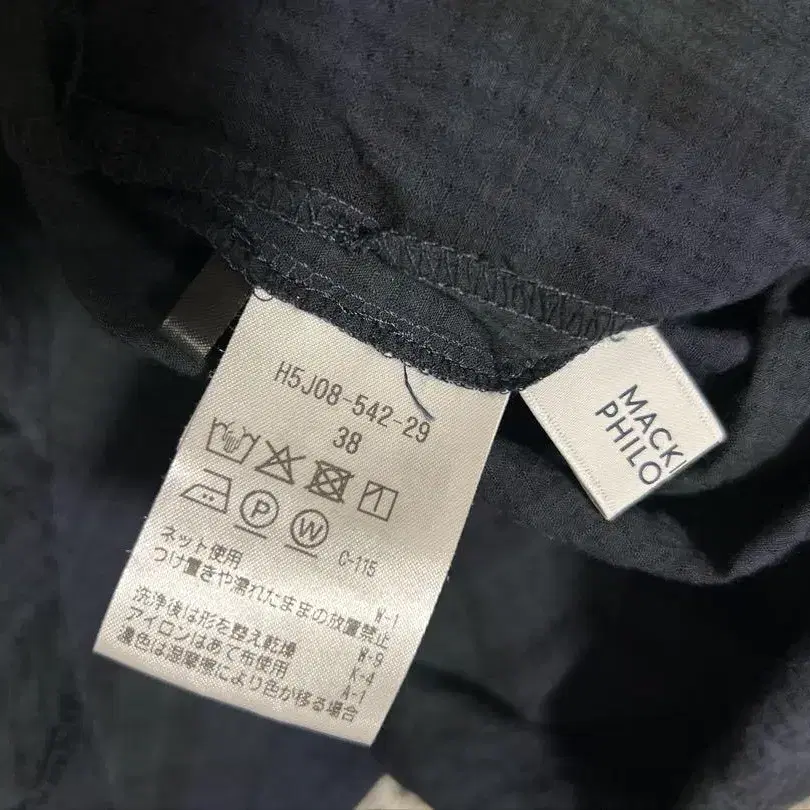 H5J08-542-29
38
P
W
C-115
ネット使用
つけ置きや濡れたままの放置禁止
W-1
洗浄後は形を整え乾燥
W-9
アイロンはあて布使用
K-4
濃色は湿摩擦により色が移る場合
A-1
MACK
PHILO